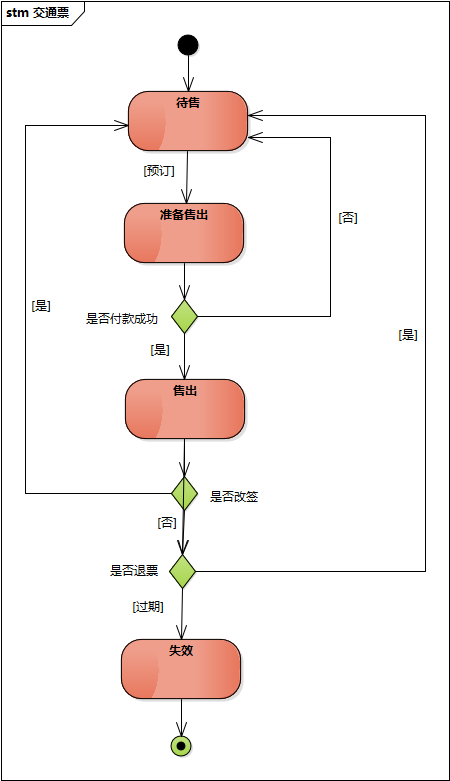 stm 交通票
待售
[预订]
准备售出
[否]
[是]
是否付款成功
[是]
[是]
售出
是否改签
[否]
是否退票
[过期]
失效